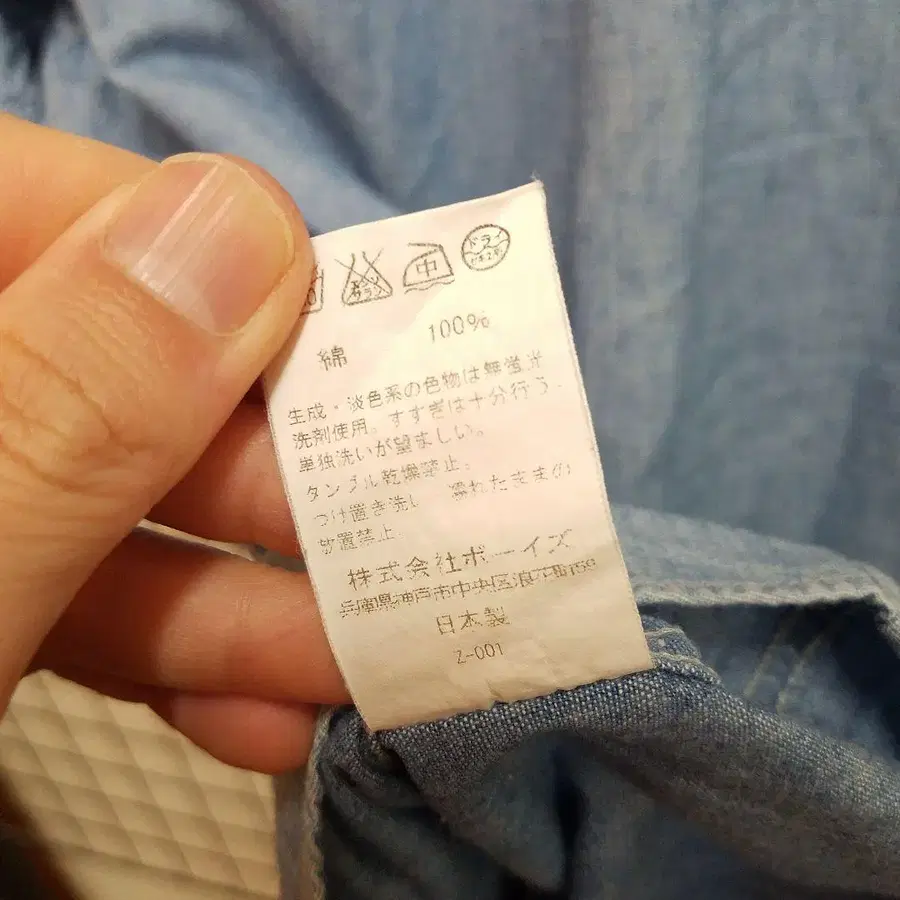 中 ドライ
綿 100%
生成・淡色系の色物は無蛍光
洗剤使用。すすぎは十分行う。
単独洗いが望ましい。
タンブル乾燥禁止。
つけ置き洗い 濡れたままの
放置禁止。
株式会社ボーイズ
兵庫県神戸市中央区浪花町
日本製
Z-001